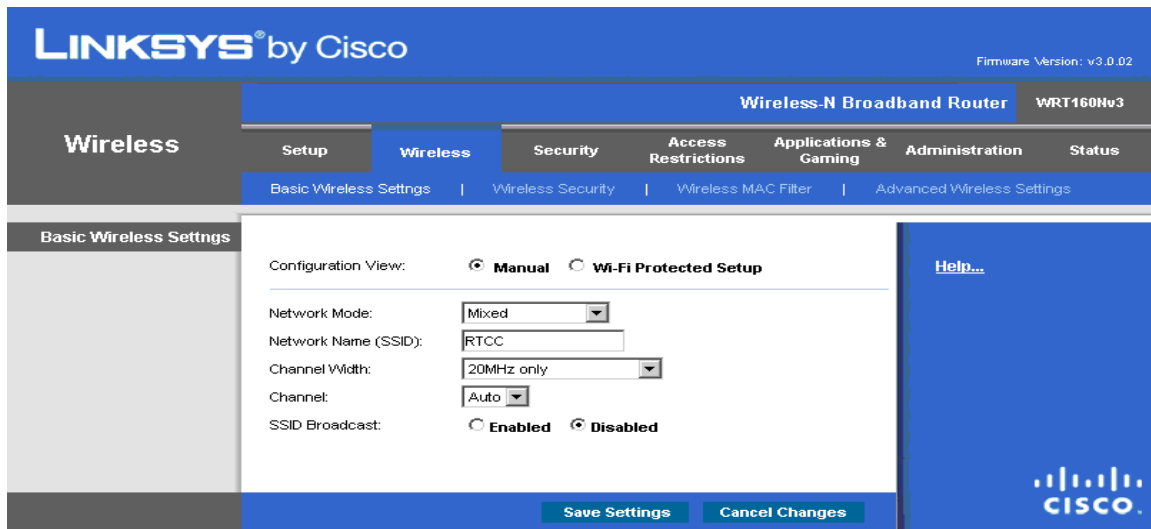 LINKSYS® by Cisco
Firmware Version: v3.0.02
Wireless-N Broadband Router WRT160Nv3
Wireless
Setup Wireless Security Access Restrictions Applications & Gaming Administration Status
Basic Wireless Settngs | Wireless Security | Wireless MAC Filter | Advanced Wireless Settings
Basic Wireless Settngs
Configuration View: Manual Wi-Fi Protected Setup
Help...
Network Mode: Mixed
Network Name (SSID): RTCC
Channel Width: 20MHz only
Channel: Auto
SSID Broadcast: Enabled Disabled
Save Settings Cancel Changes
CISCO.